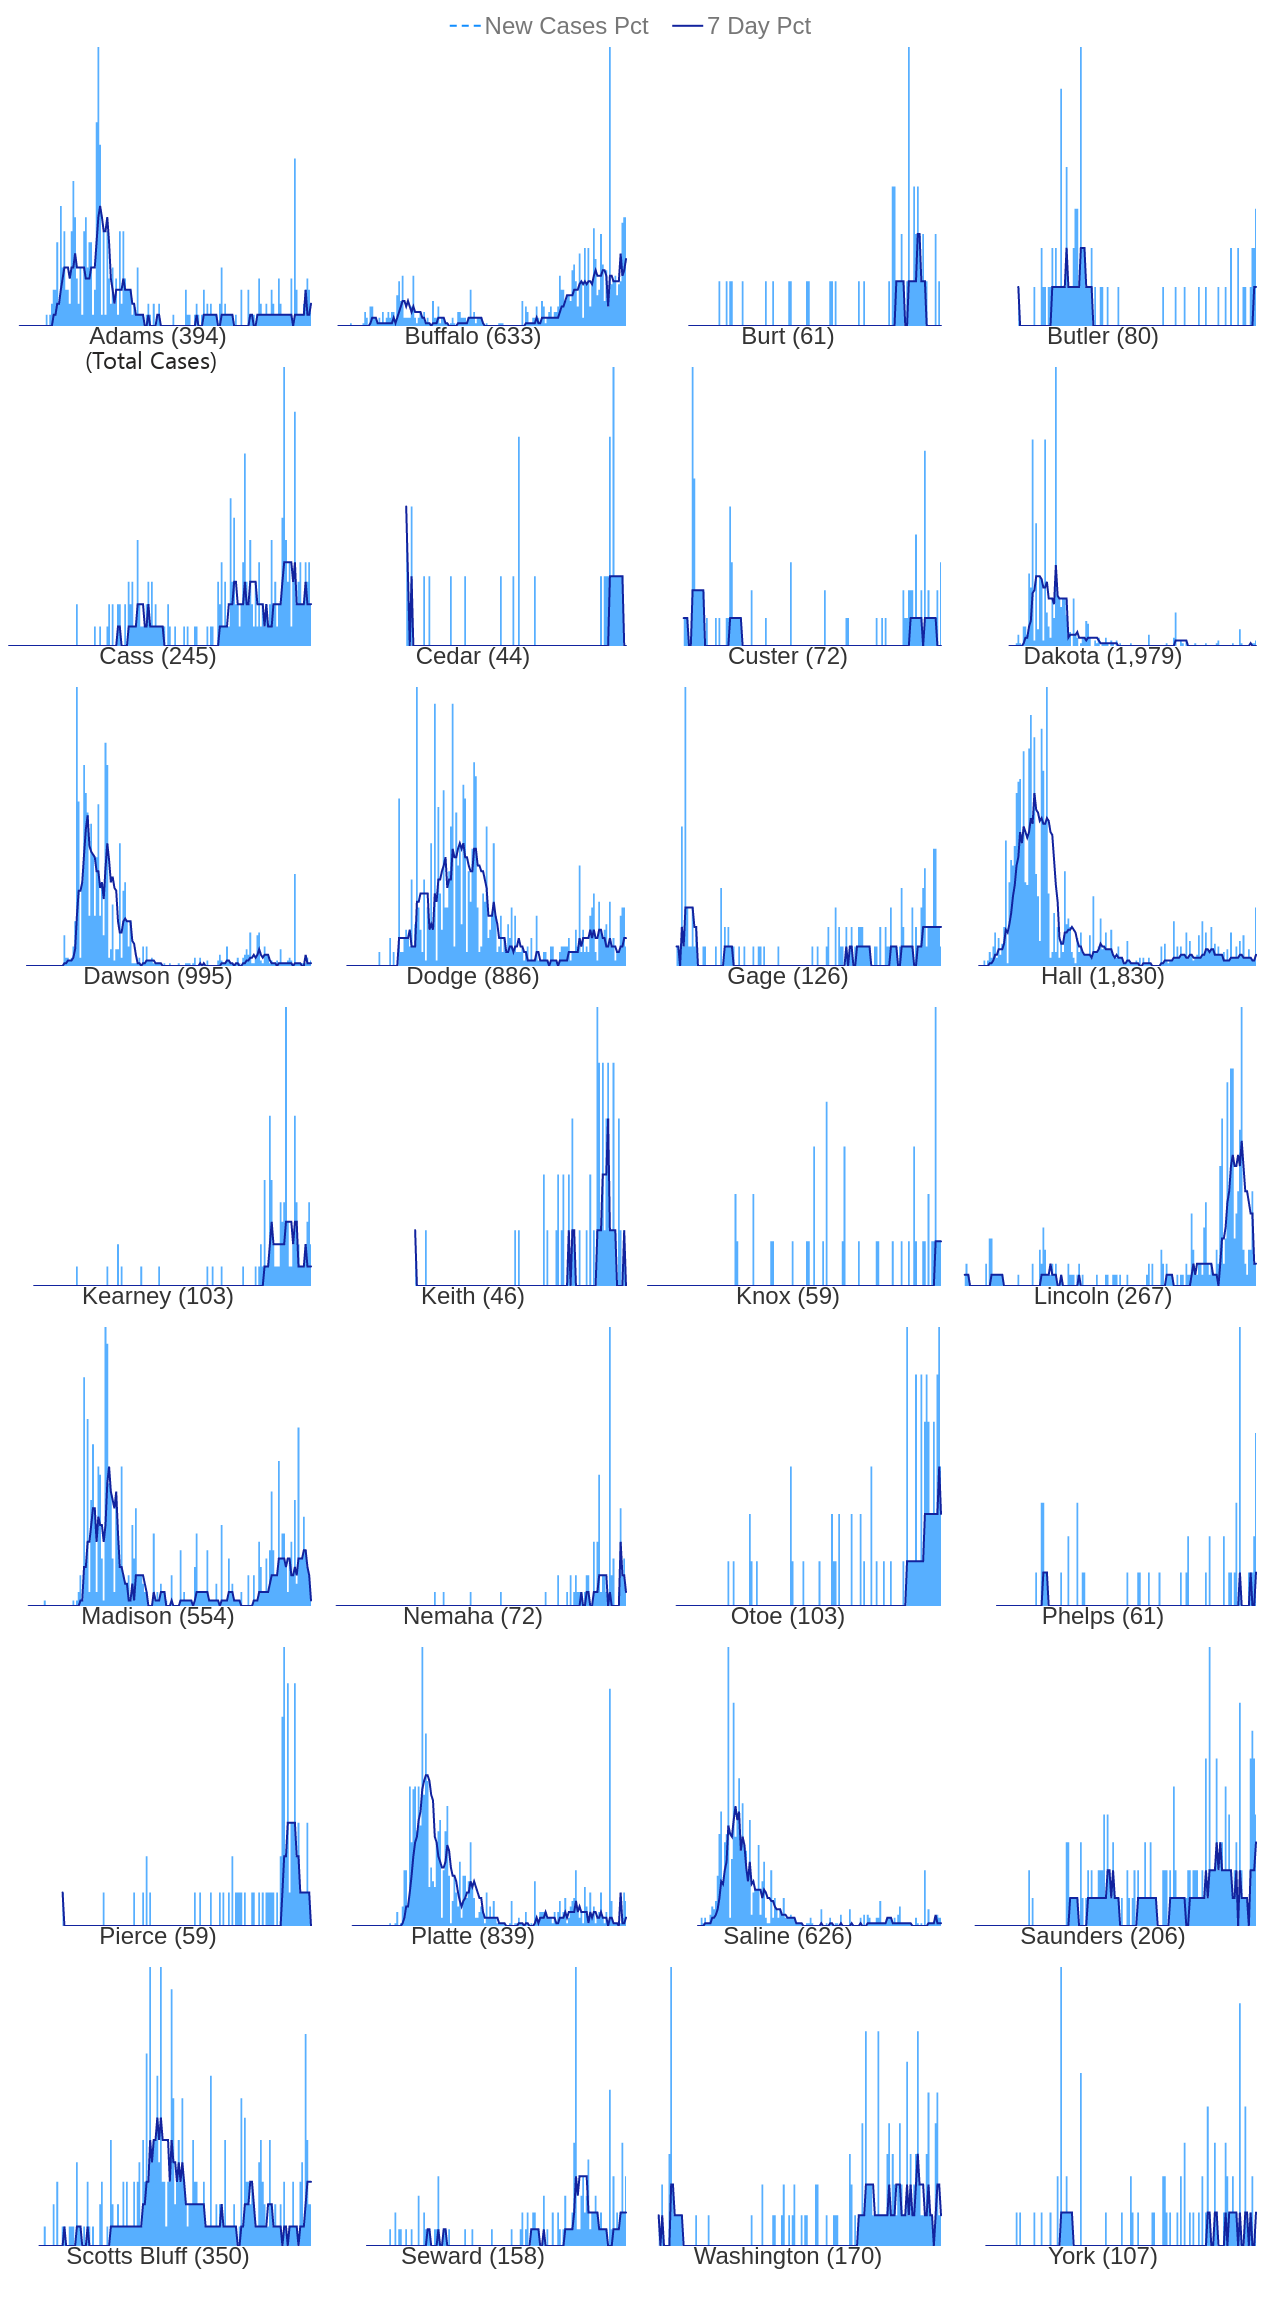 New Cases Pct 7 Day Pct
Adams (394) Buffalo (633) Burt (61) Butler (80)
(Total Cases)
Cass (245) Cedar (44) Custer (72) Dakota (1,979)
Dawson (995) Dodge (886) Gage (126) Hall (1,830)
Kearney (103) Keith (46) Knox (59) Lincoln (267)
Madison (554) Nemaha (72) Otoe (103) Phelps (61)
Pierce (59) Platte (839) Saline (626) Saunders (206)
Scotts Bluff (350) Seward (158) Washington (170) York (107)